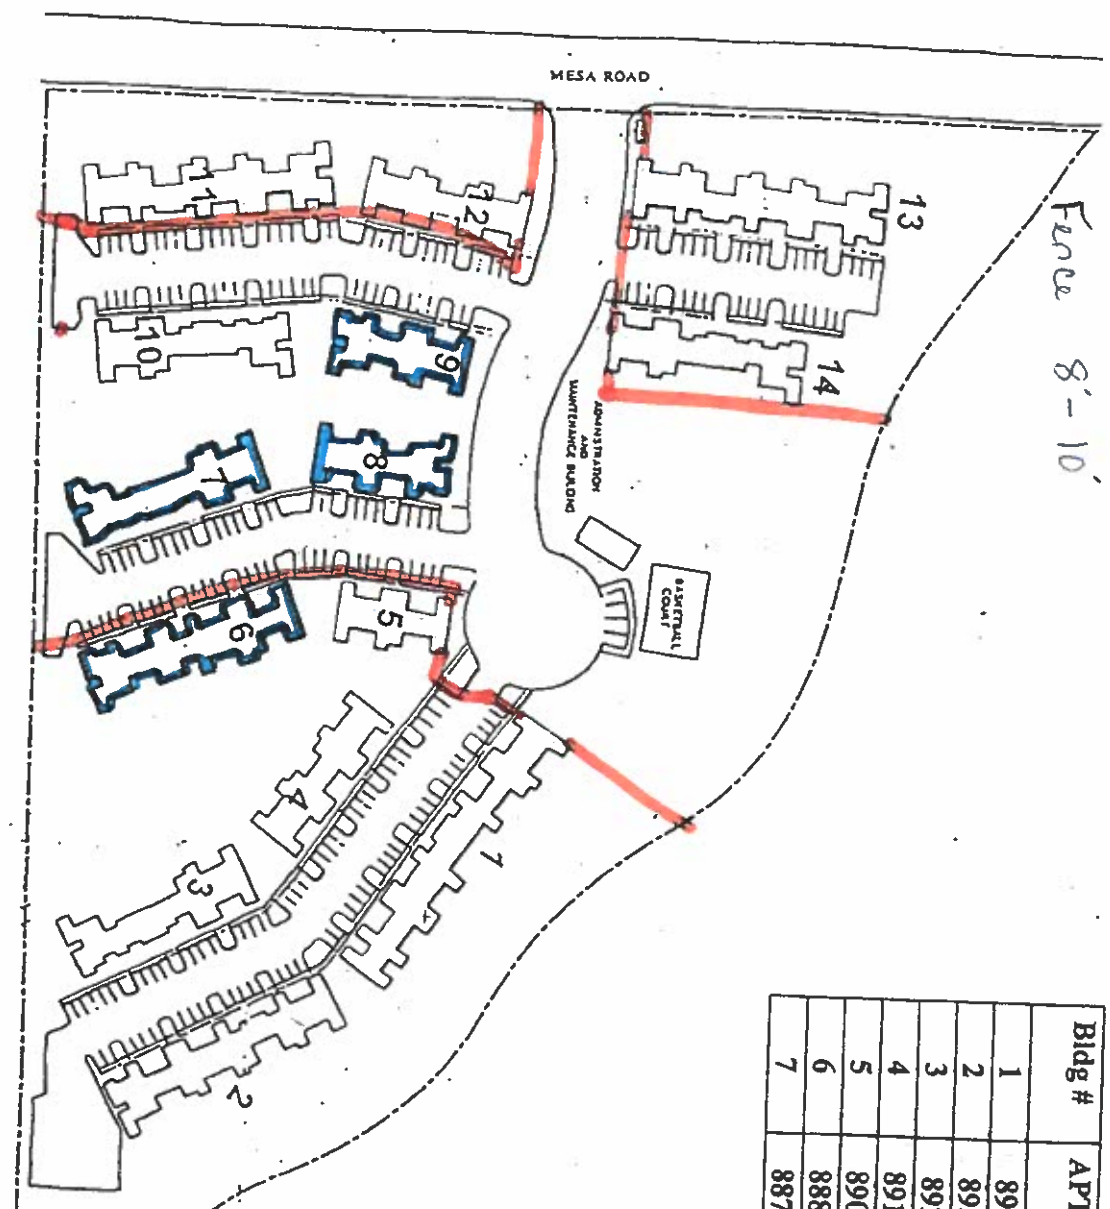 MESA ROAD
Fence 8'-10'
11
12
13
10
9
14
ADMINISTRATION
AND
MAINTENANCE BUILDING
7
8
BASKETBALL
COURT
6
5
4
1
3
2
Bldg #
1
2
3
4
5
6
7